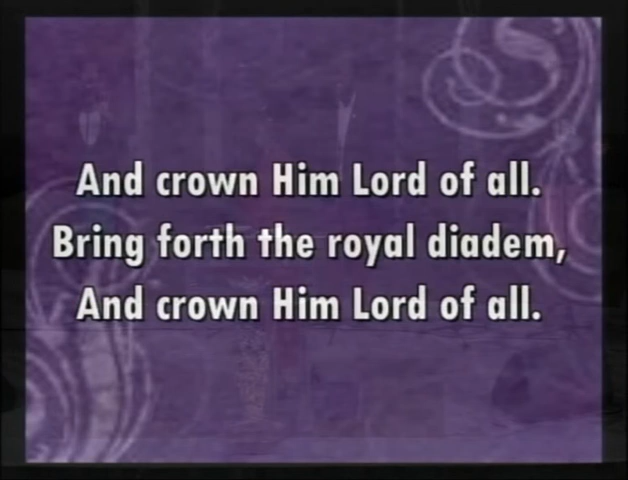 And crown Him Lord of all.
Bring forth the royal diadem,
And crown Him Lord of all.